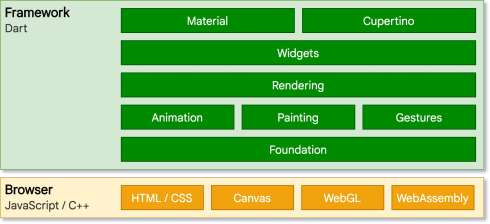 Framework
Dart
Material
Cupertino
Widgets
Rendering
Animation
Painting
Gestures
Foundation
Browser
JavaScript / C++
HTML / CSS
Canvas
WebGL
WebAssembly